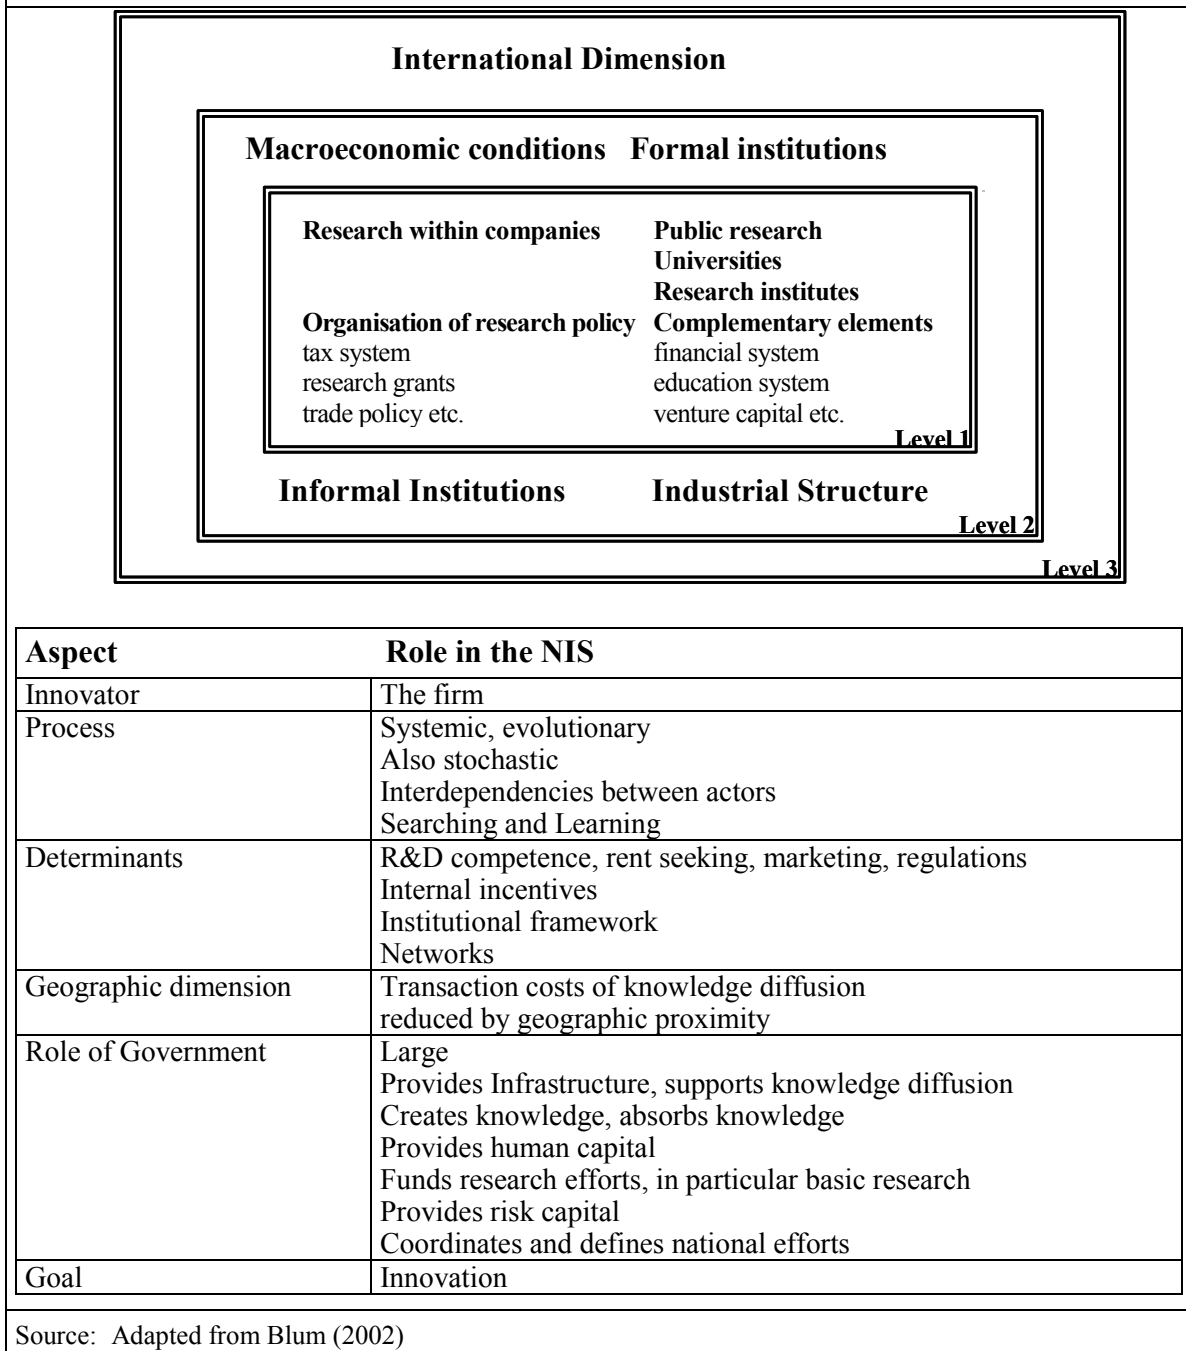 International Dimension
Macroeconomic conditions Formal institutions
Research within companies Public research
Universities
Research institutes
Organisation of research policy Complementary elements
tax system financial system
research grants education system
trade policy etc. venture capital etc.
Level 1
Informal Institutions Industrial Structure
Level 2
Level 3
Aspect Role in the NIS
Innovator The firm
Process Systemic, evolutionary
Also stochastic
Interdependencies between actors
Searching and Learning
Determinants R&D competence, rent seeking, marketing, regulations
Internal incentives
Institutional framework
Networks
Geographic dimension Transaction costs of knowledge diffusion
reduced by geographic proximity
Role of Government Large
Provides Infrastructure, supports knowledge diffusion
Creates knowledge, absorbs knowledge
Provides human capital
Funds research efforts, in particular basic research
Provides risk capital
Coordinates and defines national efforts
Goal Innovation
Source: Adapted from Blum (2002)